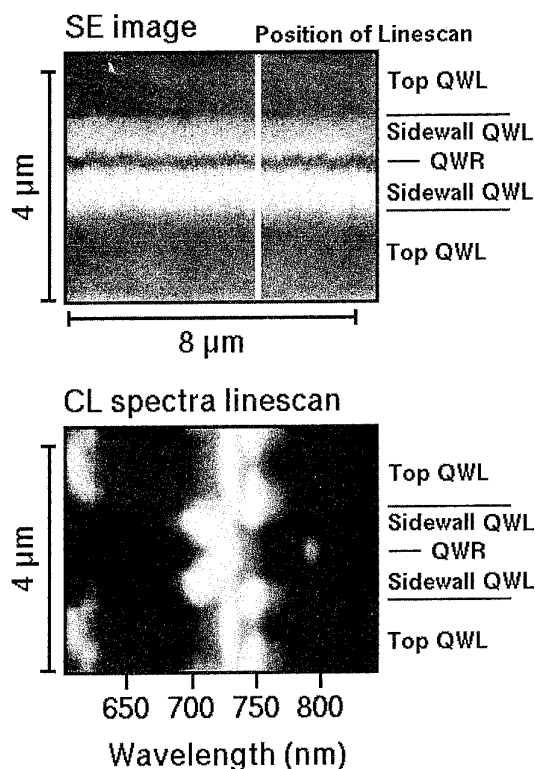 SE image
Position of Linescan
Top QWL
Sidewall QWL
QWR
Sidewall QWL
Top QWL
4 µm
8 µm
CL spectra linescan
Top QWL
Sidewall QWL
QWR
Sidewall QWL
Top QWL
4 µm
650 700 750 800
Wavelength (nm)